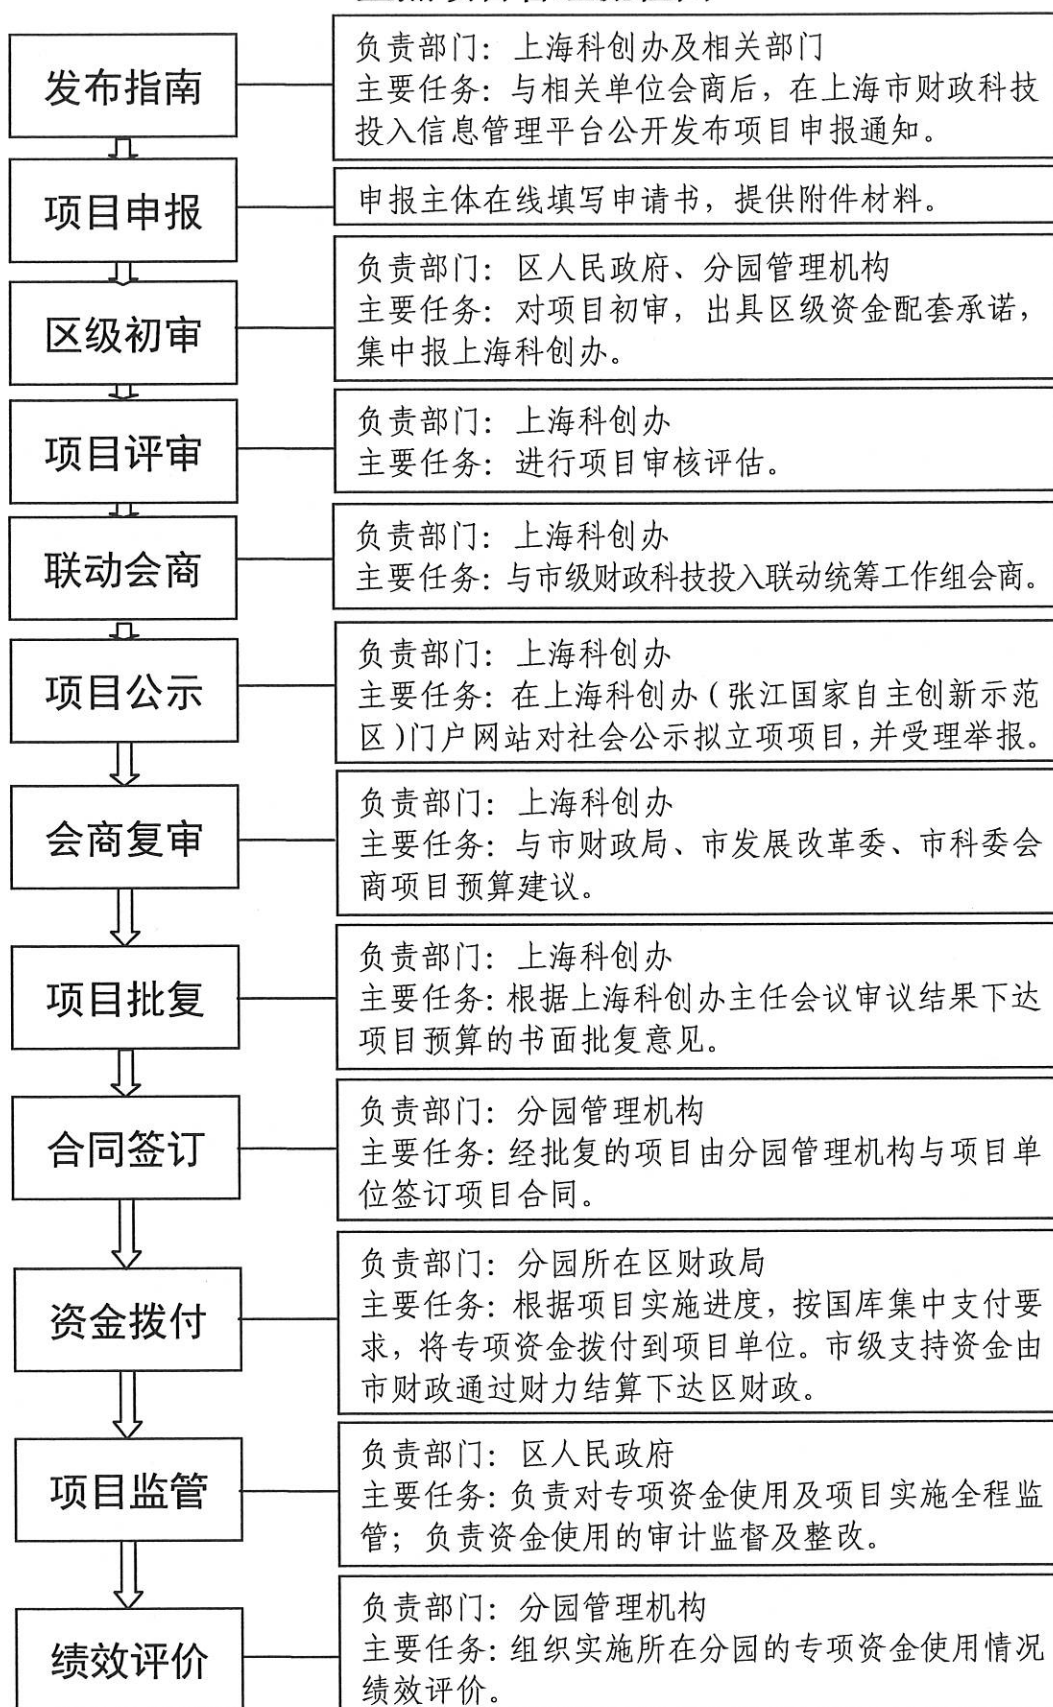 发布指南
负责部门：上海科创办及相关部门
主要任务：与相关单位会商后，在上海市财政科技
投入信息管理平台公开发布项目申报通知。
项目申报
申报主体在线填写申请书，提供附件材料。
区级初审
负责部门：区人民政府、分园管理机构
主要任务：对项目初审，出具区级资金配套承诺，
集中报上海科创办。
项目评审
负责部门：上海科创办
主要任务：进行项目审核评估。
联动会商
负责部门：上海科创办
主要任务：与市级财政科技投入联动统筹工作组会商。
项目公示
负责部门：上海科创办
主要任务：在上海科创办（张江国家自主创新示范
区）门户网站对社会公示拟立项项目，并受理举报。
会商复审
负责部门：上海科创办
主要任务：与市财政局、市发展改革委、市科委会
商项目预算建议。
项目批复
负责部门：上海科创办
主要任务：根据上海科创办主任会议审议结果下达
项目预算的书面批复意见。
合同签订
负责部门：分园管理机构
主要任务：经批复的项目由分园管理机构与项目单
位签订项目合同。
资金拨付
负责部门：分园所在区财政局
主要任务：根据项目实施进度，按国库集中支付要
求，将专项资金拨付到项目单位。市级支持资金由
市财政通过财力结算下达区财政。
项目监管
负责部门：区人民政府
主要任务：负责对专项资金使用及项目实施全程监
管；负责资金使用的审计监督及整改。
绩效评价
负责部门：分园管理机构
主要任务：组织实施所在分园的专项资金使用情况
绩效评价。